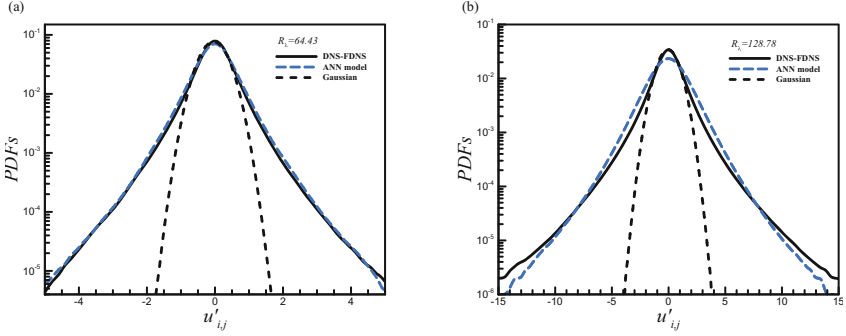 (a)
R_λ=64.43
DNS-FDNS
ANN model
Gaussian
PDFs
10^-1
10^-2
10^-3
10^-4
10^-5
-4 -2 0 2 4
u'_{i,j}
(b)
R_λ=128.78
DNS-FDNS
ANN model
Gaussian
PDFs
10^-1
10^-2
10^-3
10^-4
10^-5
10^-6
-15 -10 -5 0 5 10 15
u'_{i,j}